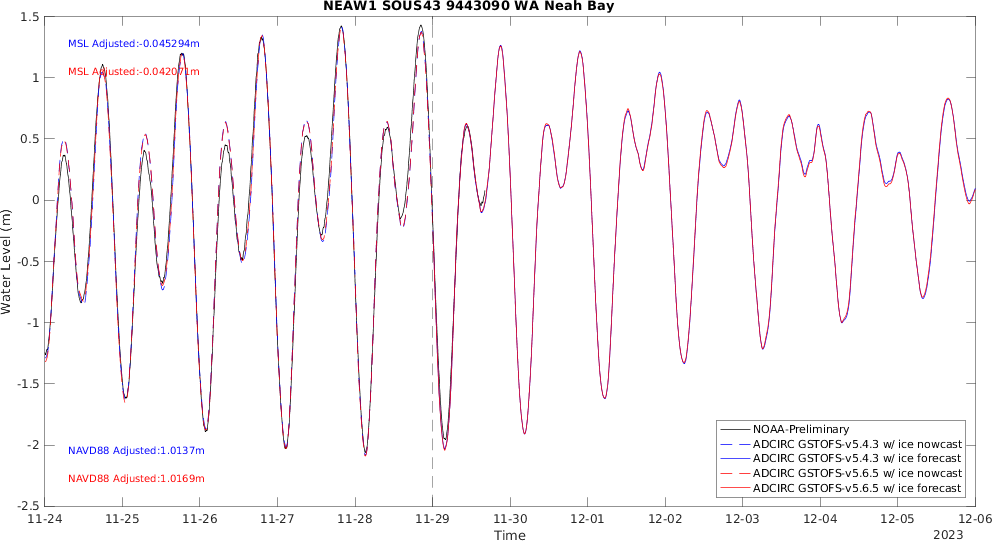 NEAW1 SOUS43 9443090 WA Neah Bay
MSL Adjusted:-0.045294m
MSL Adjusted:-0.042071m
NAVD88 Adjusted:1.0137m
NAVD88 Adjusted:1.0169m
Water Level (m)
1.5
1
0.5
0
-0.5
-1
-1.5
-2
-2.5
NOAA-Preliminary
ADCIRC GSTOFS-v5.4.3 w/ ice nowcast
ADCIRC GSTOFS-v5.4.3 w/ ice forecast
ADCIRC GSTOFS-v5.6.5 w/ ice nowcast
ADCIRC GSTOFS-v5.6.5 w/ ice forecast
11-24 11-25 11-26 11-27 11-28 11-29 11-30 12-01 12-02 12-03 12-04 12-05 12-06
Time
2023